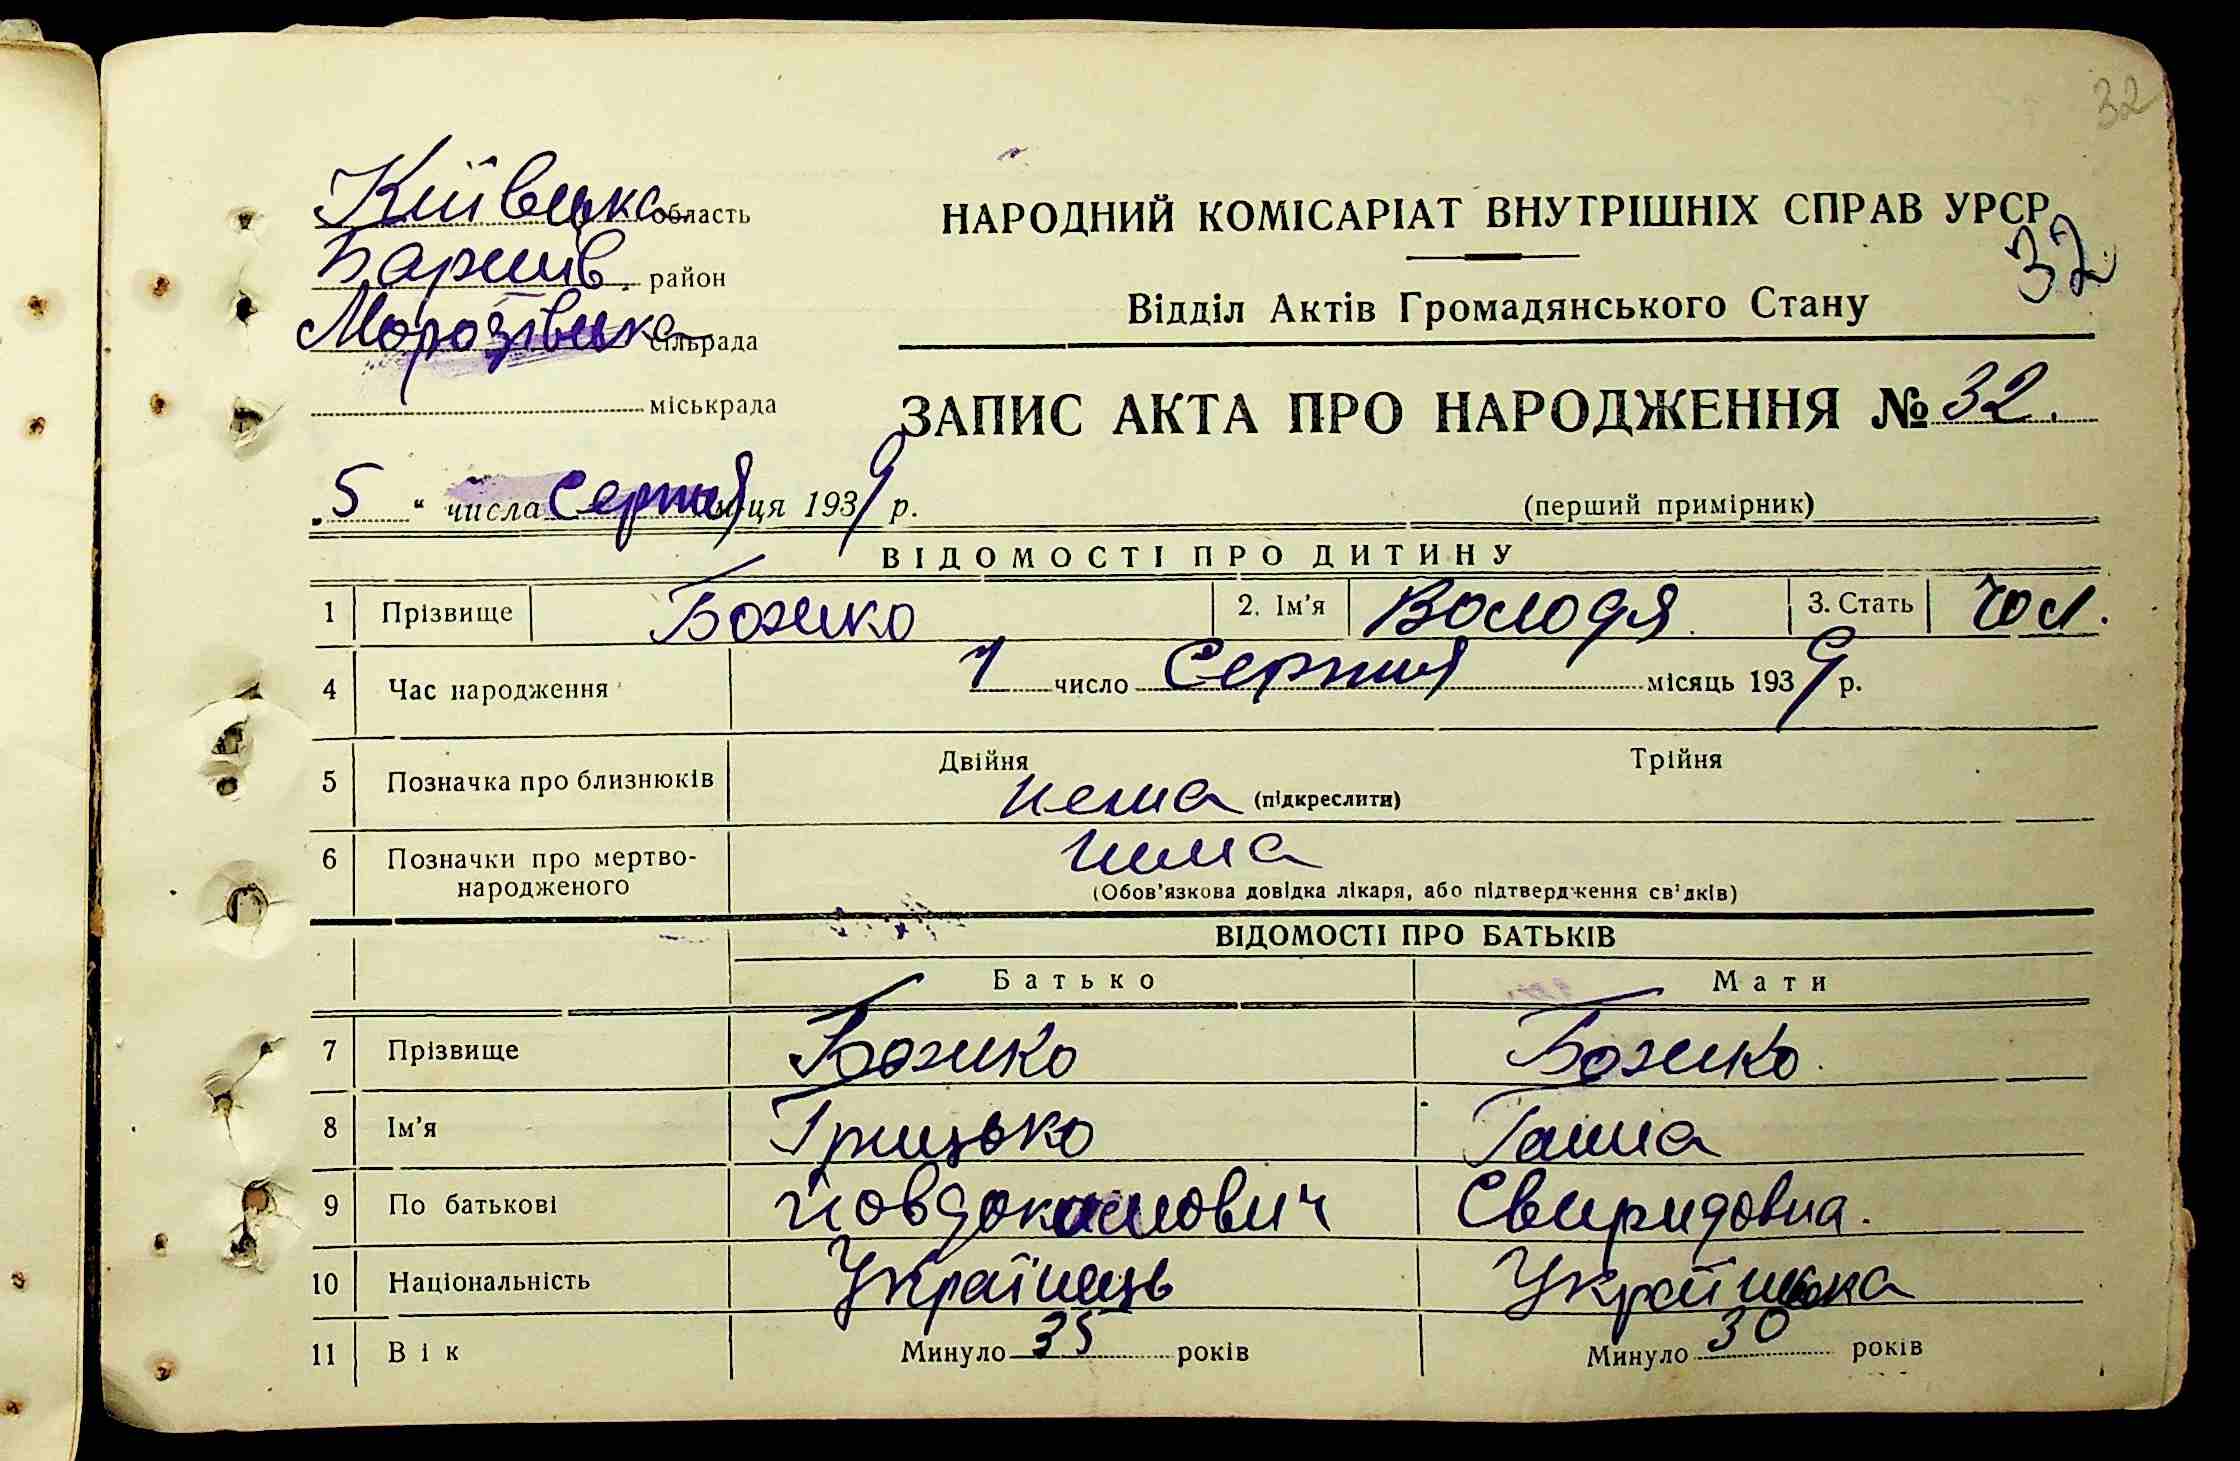 32
Київська область
НАРОДНИЙ КОМІСАРІАТ ВНУТРІШНІХ СПРАВ УРСР
32
Баришів. район
Відділ Актів Громадянського Стану
Морозівська сільрада
міськрада
ЗАПИС АКТА ПРО НАРОДЖЕННЯ № 32.
„5“ числа Серпня місяця 1939 р.
(перший примірник)
ВІДОМОСТІ ПРО ДИТИНУ
1 Прізвище Божко 2. Ім'я Володя 3. Стать чол.
4 Час народження 1 число Серпня місяць 1939 р.
5 Позначка про близнюків Двійня Трійня
нема (підкреслити)
6 Позначки про мертво-
народженого
нима
(Обов'язкова довідка лікаря, або підтвердження свідків)
ВІДОМОСТІ ПРО БАТЬКІВ
Батько Мати
7 Прізвище Божко Божко.
8 Ім'я Грицько Ганна
9 По батькові Свиридовна.
10 Національність Українець Українка
11 Вік Минуло 35 років Минуло 30 років